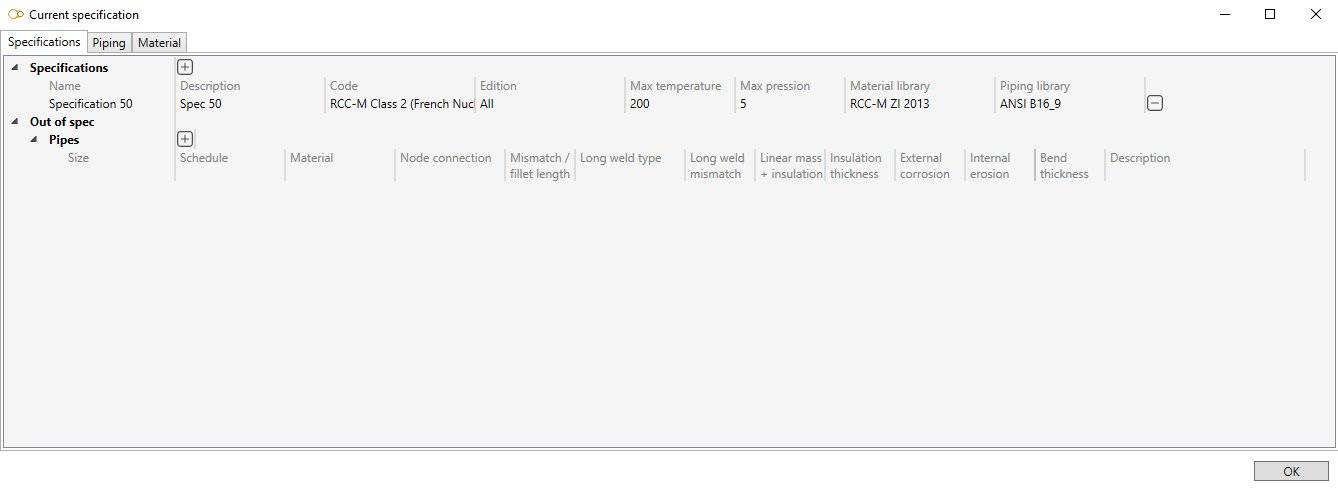 Current specification
Specifications Piping Material
Specifications
Name Description Code Edition Max temperature Max pression Material library Piping library
Specification 50 Spec 50 RCC-M Class 2 (French Nucl All 200 5 RCC-M ZI 2013 ANSI B16_9
Out of spec
Pipes
Size Schedule Material Node connection Mismatch / Long weld type Long weld Linear mass Insulation External Internal Bend Description
fillet length mismatch + insulation thickness corrosion erosion thickness
OK